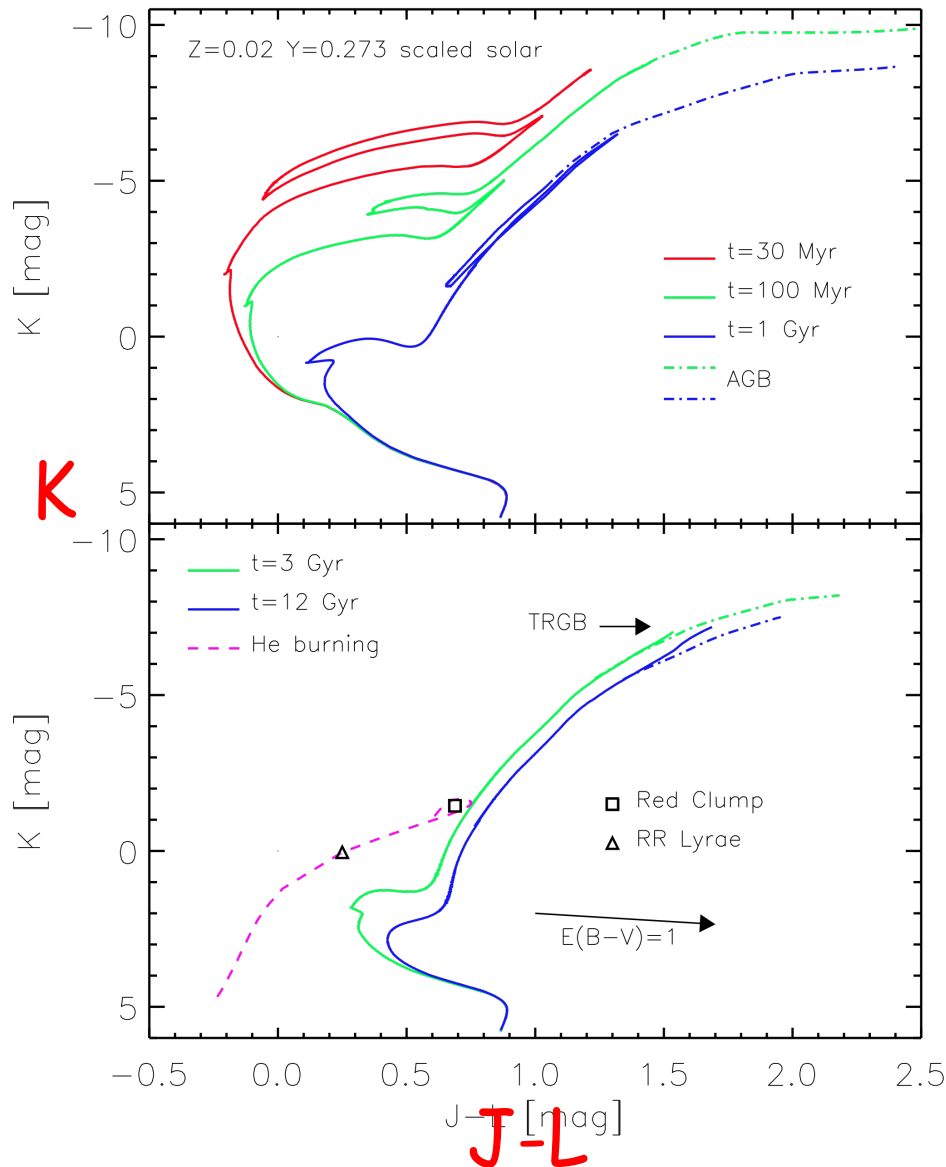 −10
Z=0.02 Y=0.273 scaled solar
−5
K [mag]
0
5
t=30 Myr
t=100 Myr
t=1 Gyr
AGB
K
−10
t=3 Gyr
t=12 Gyr
He burning
TRGB
−5
K [mag]
0
5
Red Clump
RR Lyrae
E(B−V)=1
−0.5 0.0 0.5 1.0 1.5 2.0 2.5
J−L [mag]
J-L